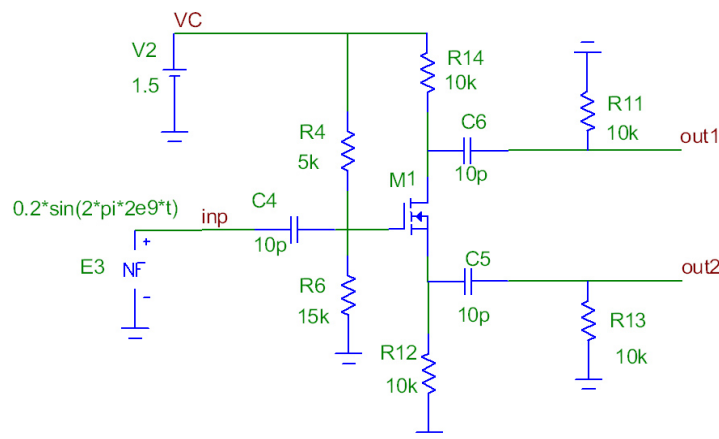 VC
V2
1.5
R14
10k
R4
5k
C6
10p
R11
10k
out1
M1
0.2*sin(2*pi*2e9*t)
inp
C4
10p
E3
+
NF
-
R6
15k
C5
10p
out2
R12
10k
R13
10k